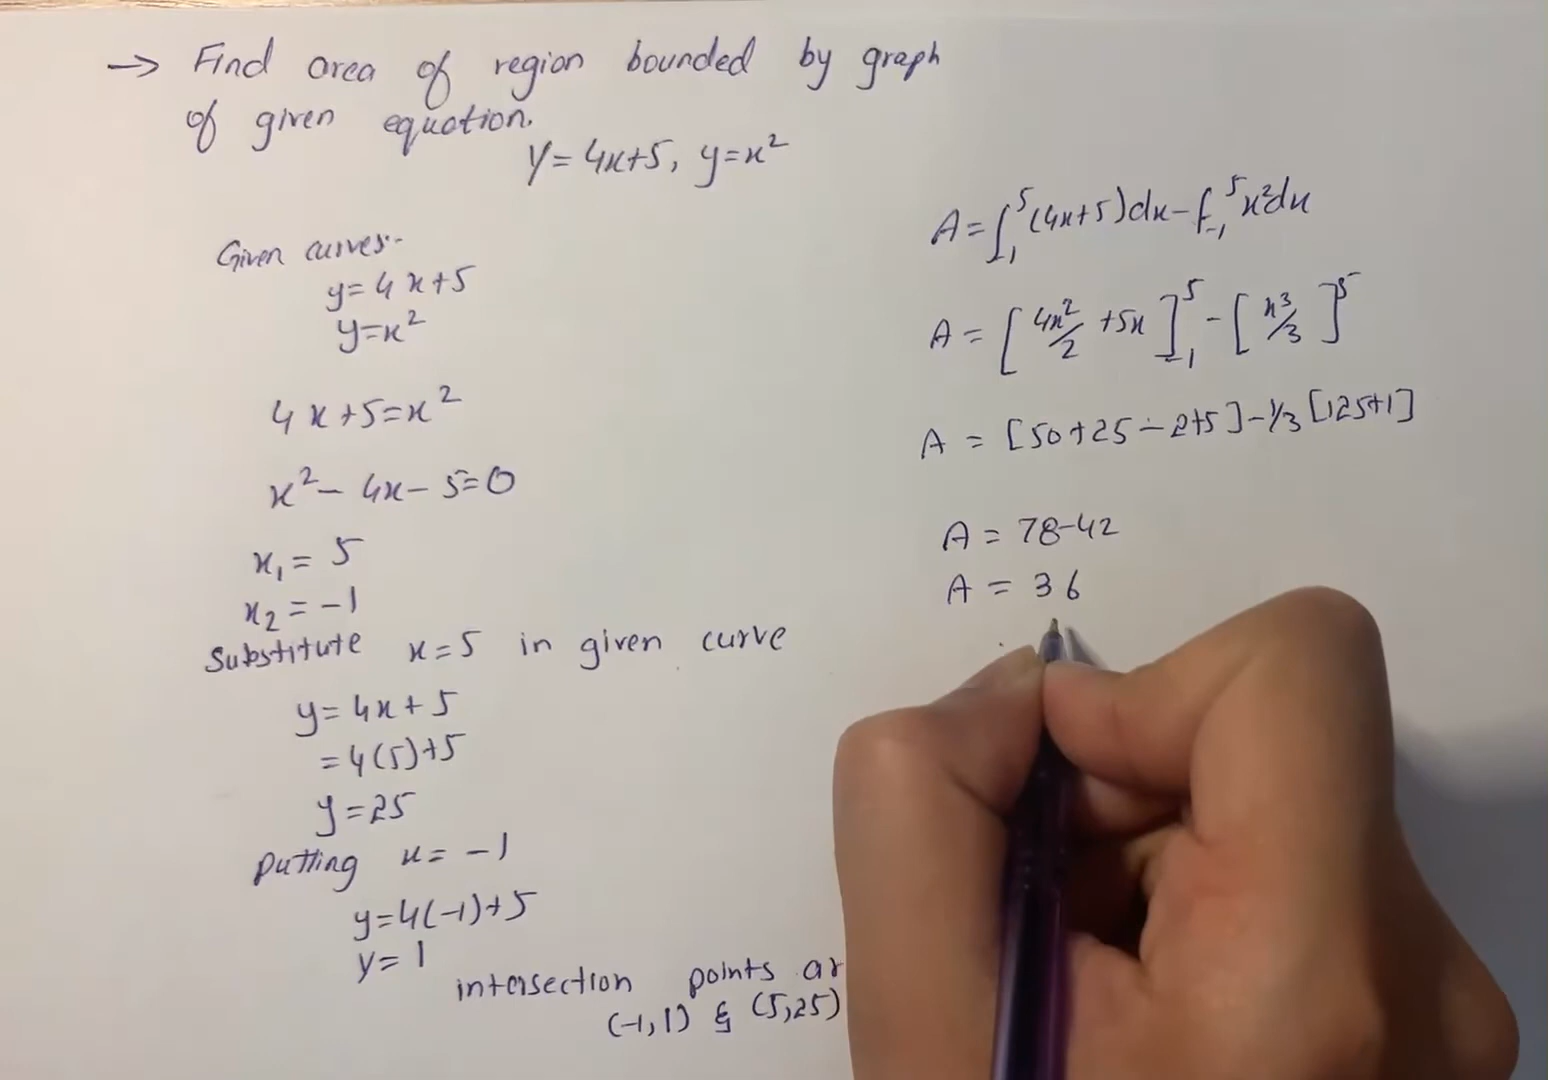 → Find area of region bounded by graph
of given equation.
y=4x+5, y=x²
Given curves:-
y=4x+5
y=x²
4x+5=x²
x²-4x-5=0
x₁=5
x₂=-1
Substitute x=5 in given curve
y=4x+5
=4(5)+5
y=25
Putting x=-1
y=4(-1)+5
y=1
intersection points ar
(-1,1) & (5,25)
A=∫₋₁⁵(4x+5)dx-∫₋₁⁵x²dx
A=[4x²/2+5x]₋₁⁵-[x³/3]⁵
A=[50+25-2+5]-1/3[125+1]
A=78-42
A=36